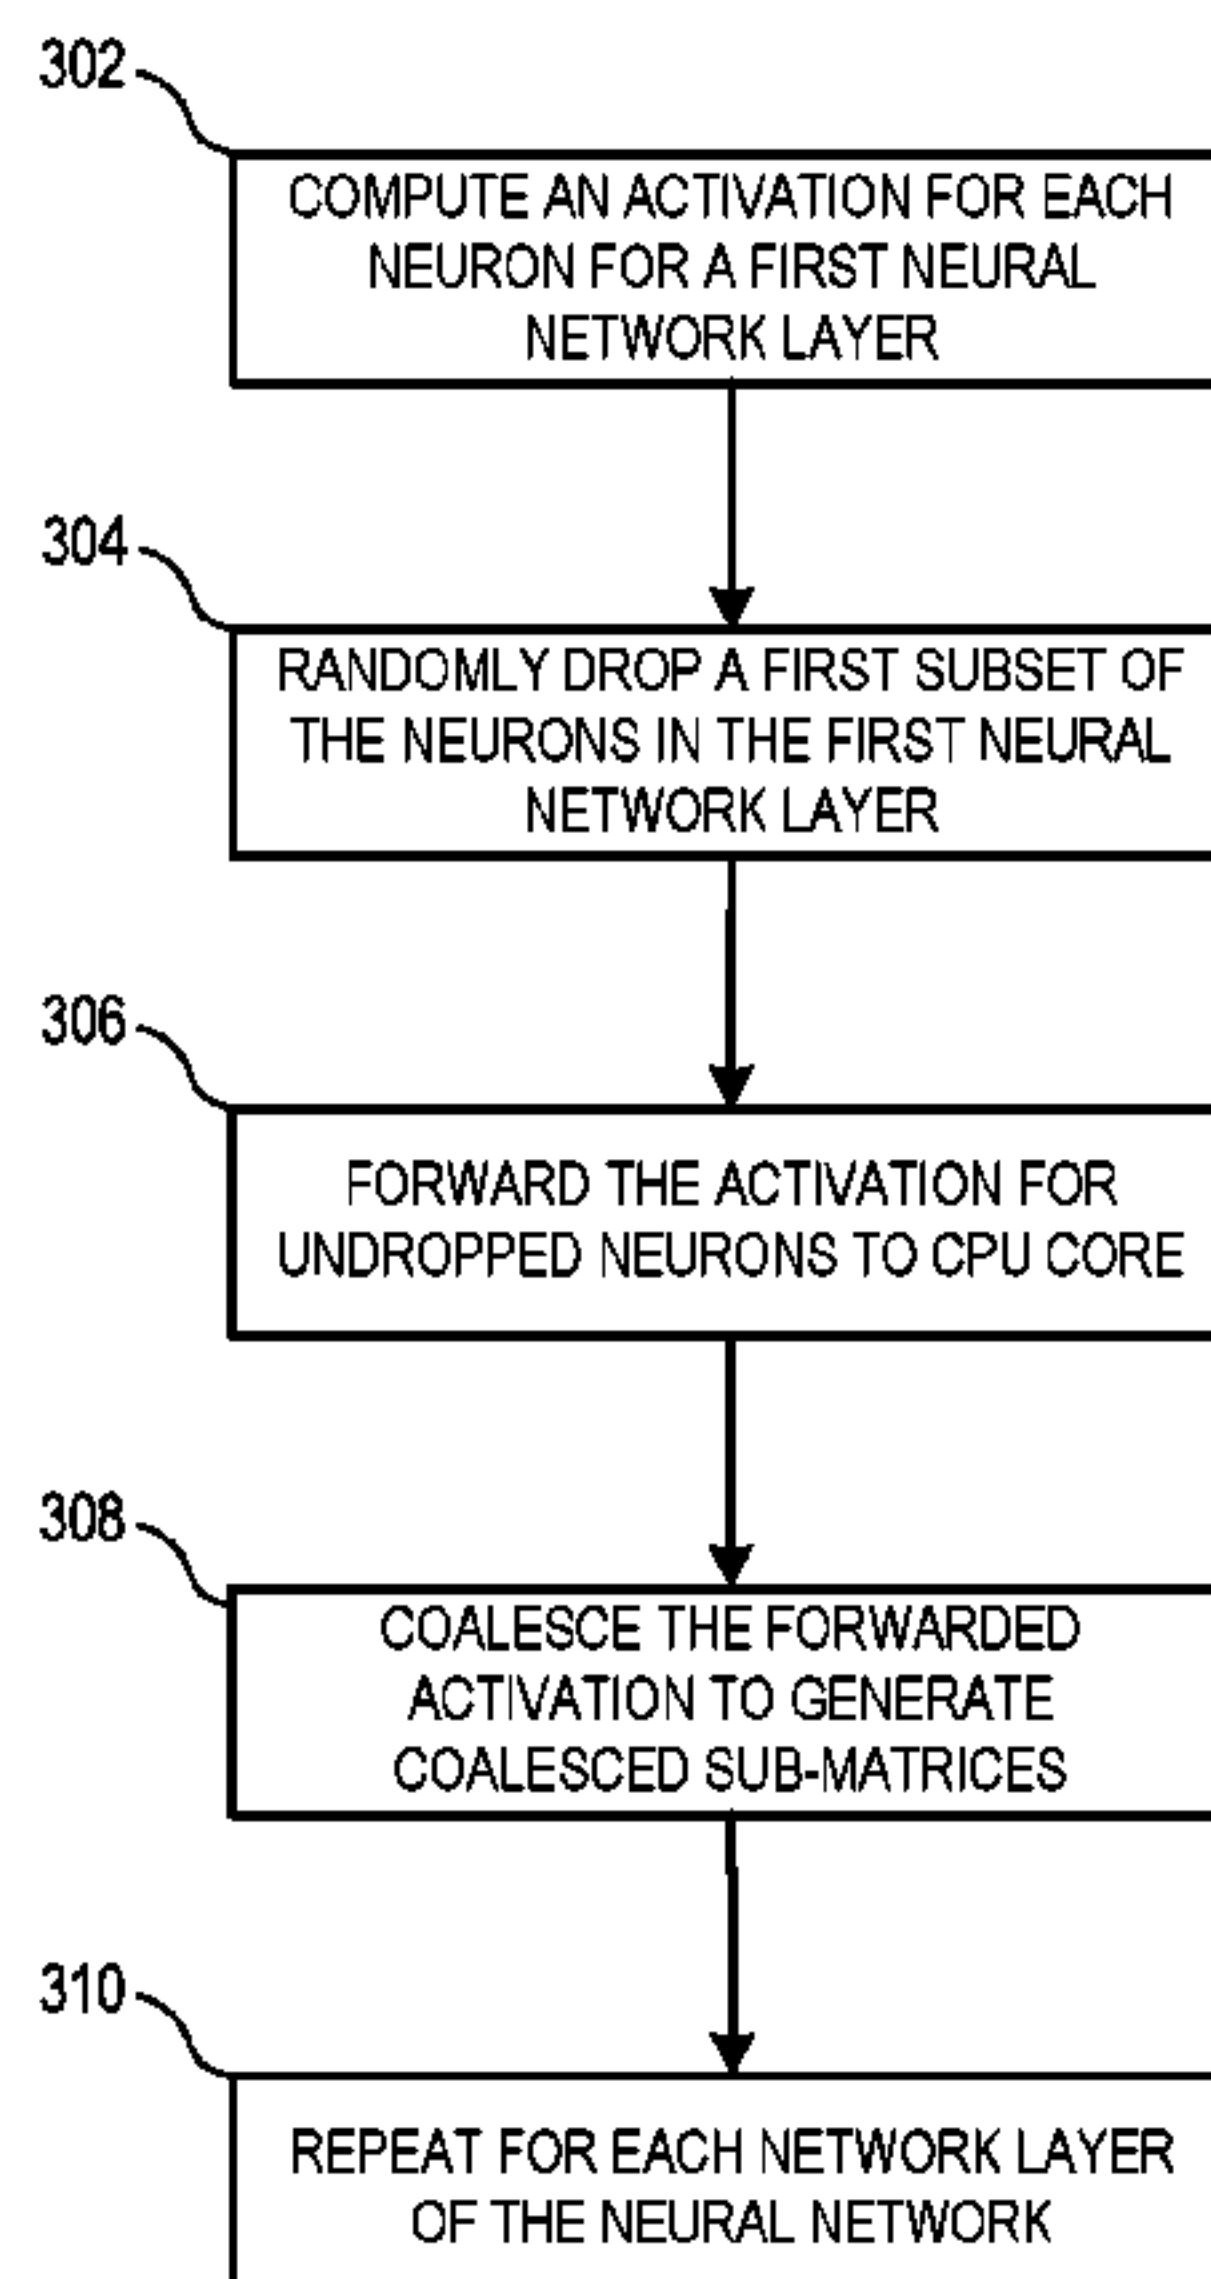 302
COMPUTE AN ACTIVATION FOR EACH
NEURON FOR A FIRST NEURAL
NETWORK LAYER
304
RANDOMLY DROP A FIRST SUBSET OF
THE NEURONS IN THE FIRST NEURAL
NETWORK LAYER
306
FORWARD THE ACTIVATION FOR
UNDROPPED NEURONS TO CPU CORE
308
COALESCE THE FORWARDED
ACTIVATION TO GENERATE
COALESCED SUB-MATRICES
310
REPEAT FOR EACH NETWORK LAYER
OF THE NEURAL NETWORK